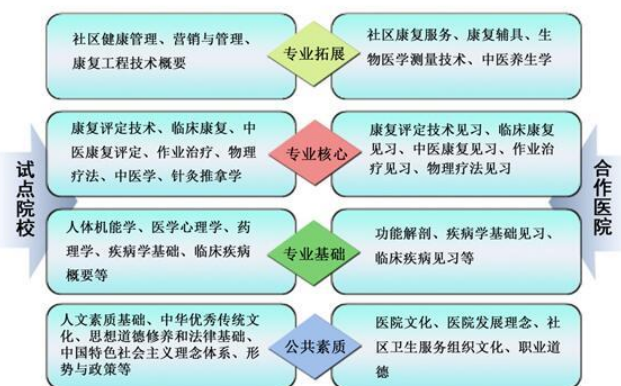 社区健康管理、营销与管理、
康复工程技术概要
专业拓展
社区康复服务、康复辅具、生
物医学测量技术、中医养生学
试点院校
康复评定技术、临床康复、中
医康复评定、作业治疗、物理
疗法、中医学、针灸推拿学
专业核心
康复评定技术见习、临床康复
见习、中医康复见习、作业治
疗见习、物理疗法见习
合作医院
人体机能学、医学心理学、药
理学、疾病学基础、临床疾病
概要等
专业基础
功能解剖、疾病学基础见习、
临床疾病见习等
人文素质基础、中华优秀传统文
化、思想道德修养和法律基础、
中国特色社会主义理念体系、形
势与政策等
公共素质
医院文化、医院发展理念、社
区卫生服务组织文化、职业道
德